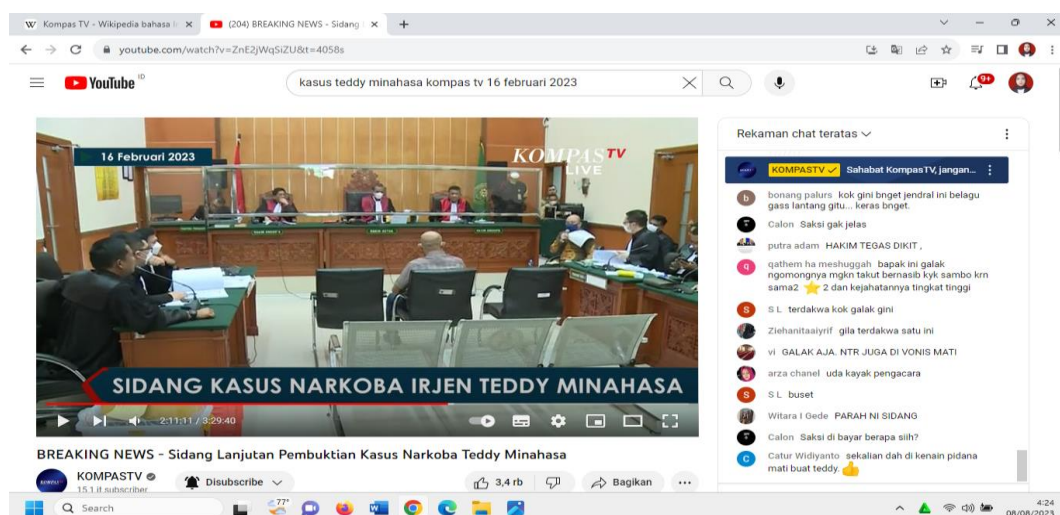 Kompas TV - Wikipedia bahasa I
(204) BREAKING NEWS - Sidang
youtube.com/watch?v=ZnE2jWqSiZU&t=4058s
YouTube ID
kasus teddy minahasa kompas tv 16 februari 2023
9+
16 Februari 2023
KOMPAS TV
LIVE
SIDANG KASUS NARKOBA IRJEN TEDDY MINAHASA
2:11:11 / 3:29:40
BREAKING NEWS - Sidang Lanjutan Pembuktian Kasus Narkoba Teddy Minahasa
KOMPASTV
15,1 jt subscriber
Disubscribe
3,4 rb
Bagikan
Rekaman chat teratas
KOMPASTV Sahabat KompasTV, jangan...
bonang palurs kok gini bnget jendral ini belagu
gass lantang gitu... keras bnget.
Calon Saksi gak jelas
putra adam HAKIM TEGAS DIKIT ,
qathem ha meshuggah bapak ini galak
ngomongnya mgkn takut bernasib kyk sambo krn
sama2 ⭐ 2 dan kejahatannya tingkat tinggi
S L terdakwa kok galak gini
Ziehanitaaiyrif gila terdakwa satu ini
vi GALAK AJA. NTR JUGA DI VONIS MATI
arza chanel uda kayak pengacara
S L buset
Witara I Gede PARAH NI SIDANG
Calon Saksi di bayar berapa siih?
Catur Widiyanto sekalian dah di kenain pidana
mati buat teddy. 👍
Search
77°
4:24
08/08/2023